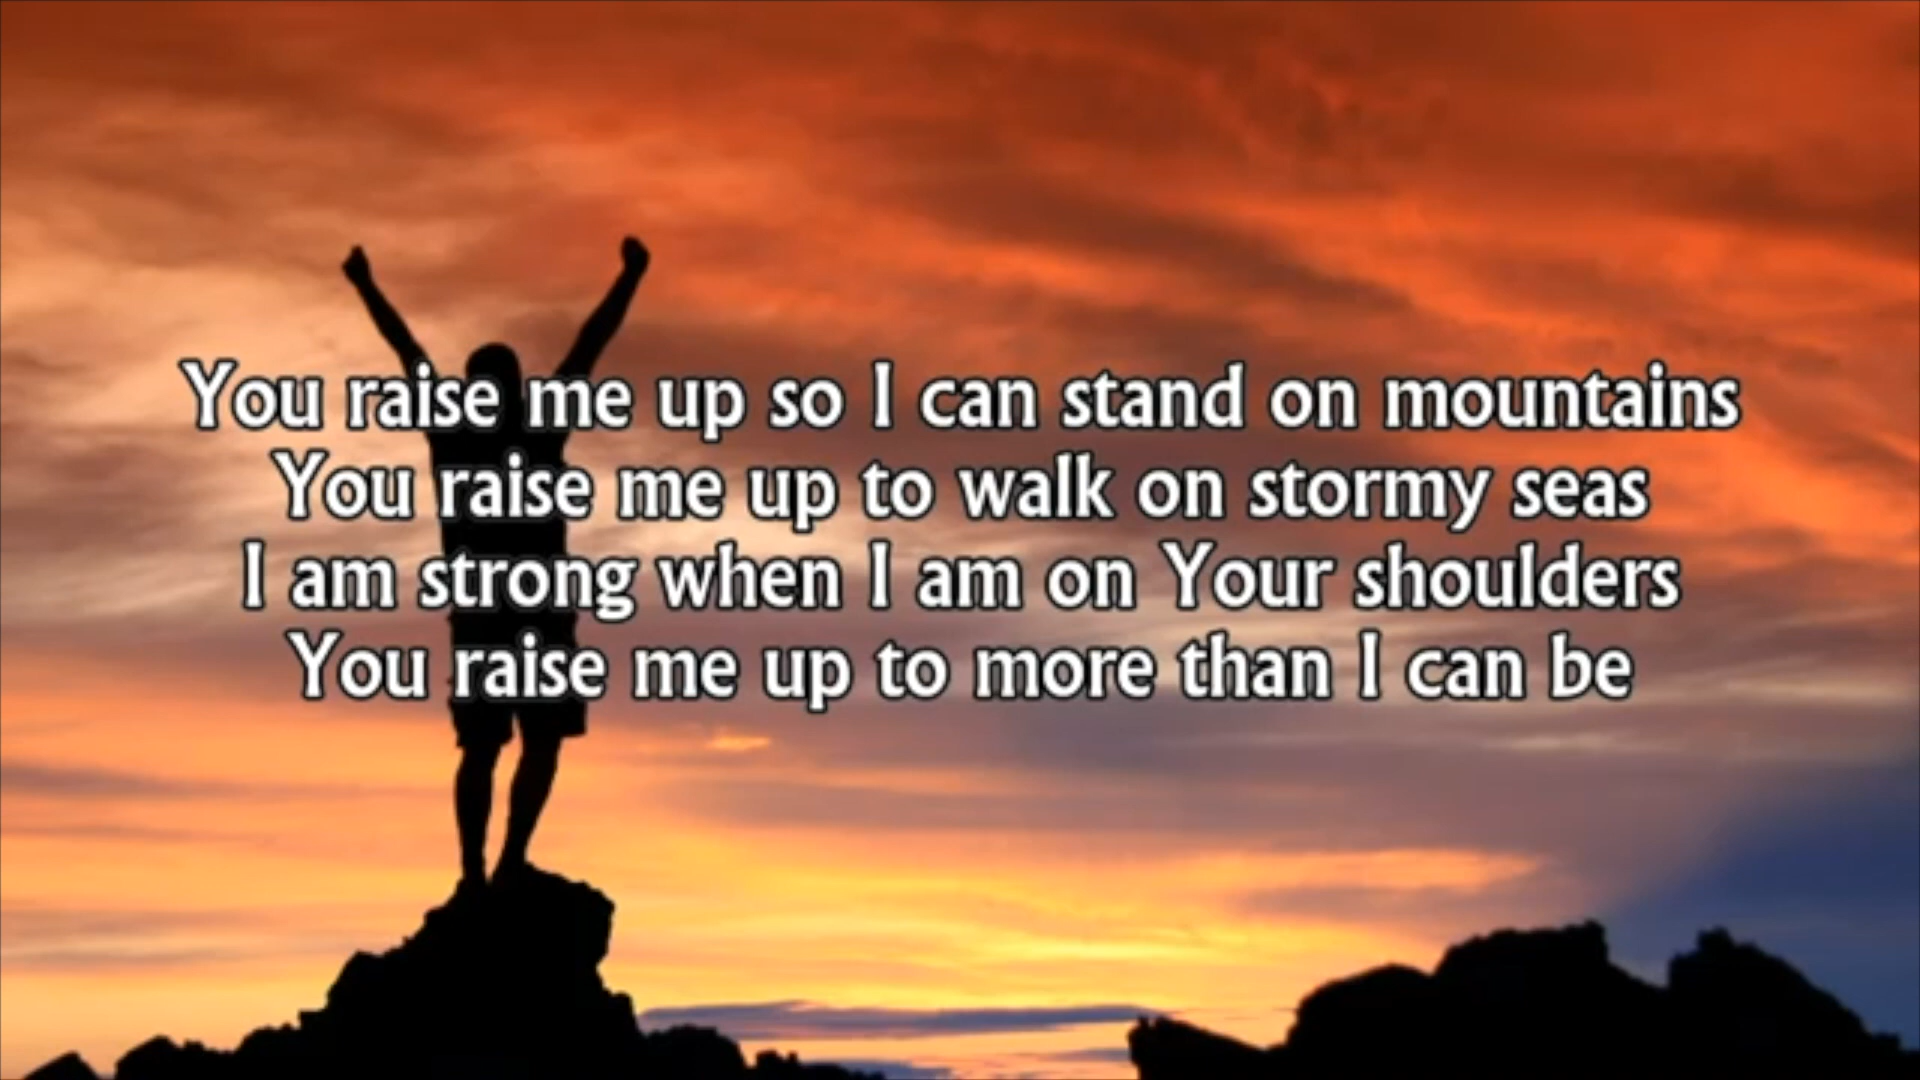 You raise me up so I can stand on mountains
You raise me up to walk on stormy seas
I am strong when I am on Your shoulders
You raise me up to more than I can be